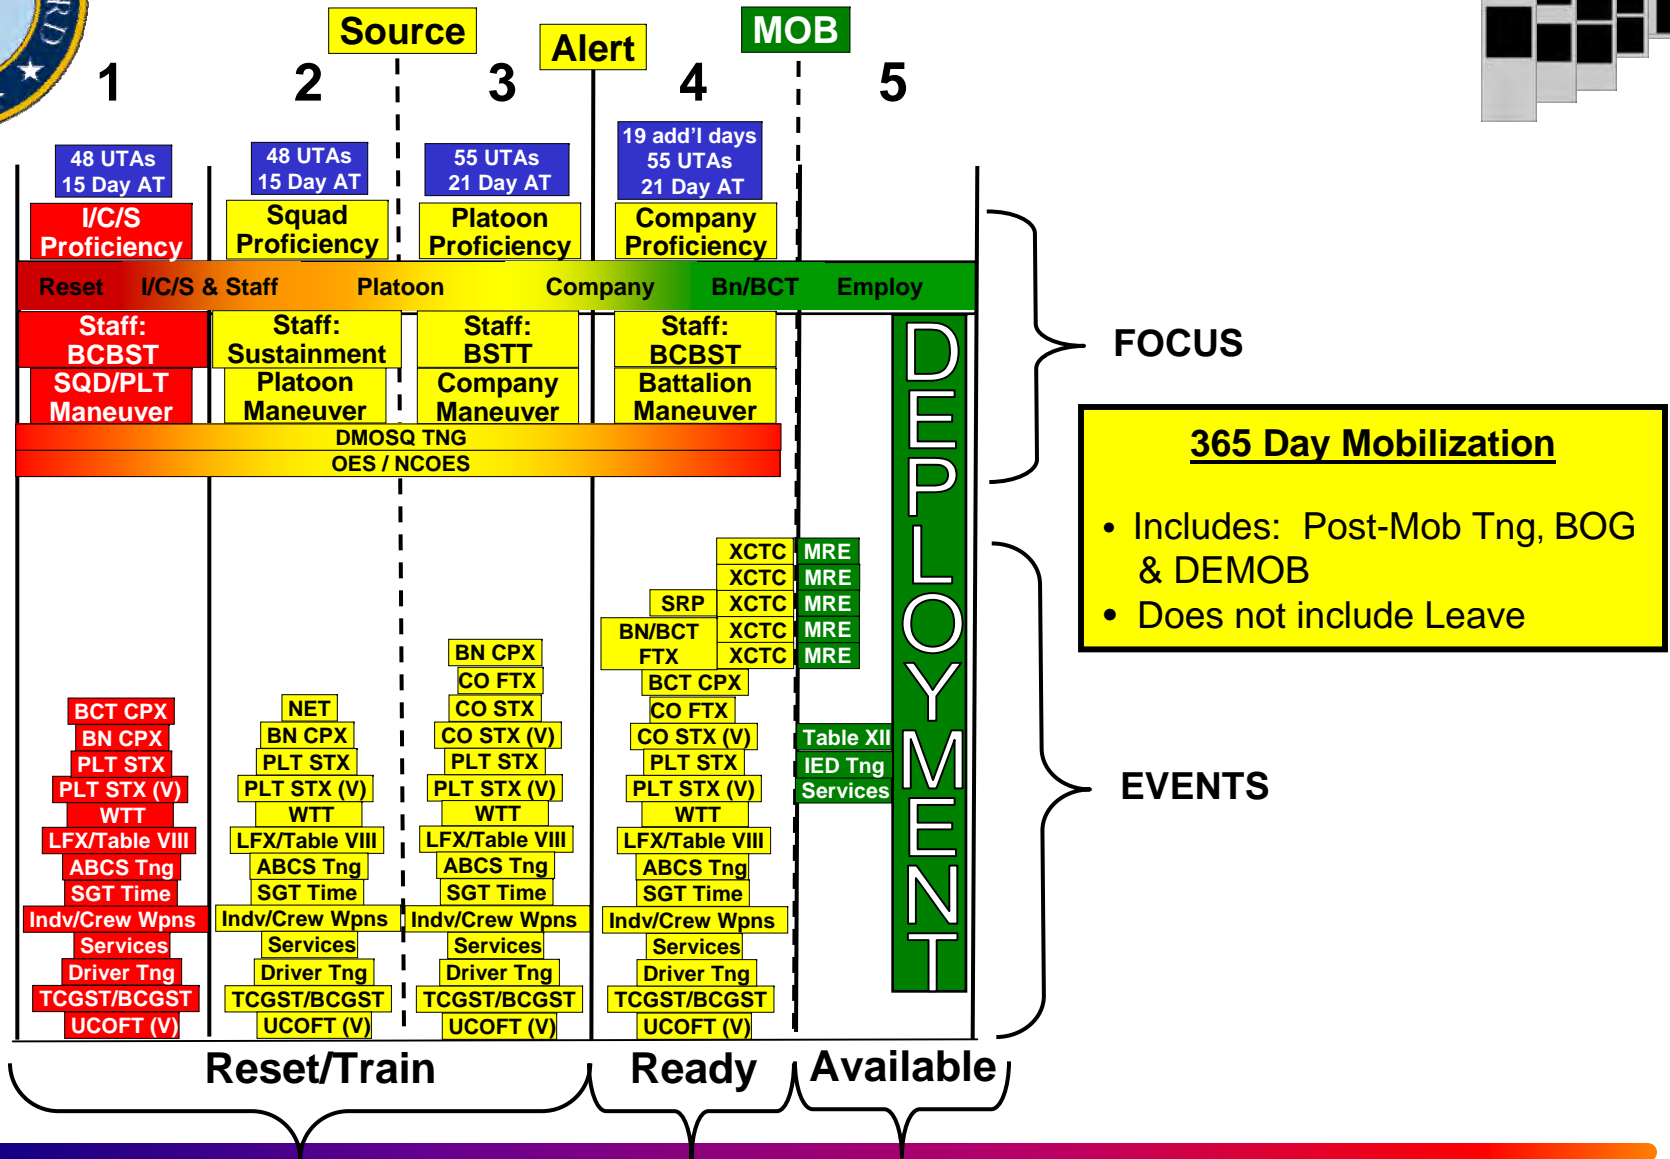 RD
Source
Alert
MOB
1
2
3
4
5
48 UTAs
15 Day AT
48 UTAs
15 Day AT
55 UTAs
21 Day AT
19 add'l days
55 UTAs
21 Day AT
I/C/S
Proficiency
Squad
Proficiency
Platoon
Proficiency
Company
Proficiency
Reset I/C/S & Staff Platoon Company Bn/BCT Employ
Staff:
BCBST
Staff:
Sustainment
Staff:
BSTT
Staff:
BCBST
SQD/PLT
Maneuver
Platoon
Maneuver
Company
Maneuver
Battalion
Maneuver
DMOSQ TNG
OES / NCOES
DEPLOYMENT
FOCUS
365 Day Mobilization
• Includes: Post-Mob Tng, BOG
& DEMOB
• Does not include Leave
BCT CPX
BN CPX
PLT STX
PLT STX (V)
WTT
LFX/Table VIII
ABCS Tng
SGT Time
Indv/Crew Wpns
Services
Driver Tng
TCGST/BCGST
UCOFT (V)
NET
BN CPX
PLT STX
PLT STX (V)
WTT
LFX/Table VIII
ABCS Tng
SGT Time
Indv/Crew Wpns
Services
Driver Tng
TCGST/BCGST
UCOFT (V)
BN CPX
CO FTX
CO STX
CO STX (V)
PLT STX
PLT STX (V)
WTT
LFX/Table VIII
ABCS Tng
SGT Time
Indv/Crew Wpns
Services
Driver Tng
TCGST/BCGST
UCOFT (V)
XCTC MRE
XCTC MRE
SRP XCTC MRE
BN/BCT XCTC MRE
FTX XCTC MRE
BCT CPX
CO FTX
CO STX (V)
PLT STX
PLT STX (V)
WTT
LFX/Table VIII
ABCS Tng
SGT Time
Indv/Crew Wpns
Services
Driver Tng
TCGST/BCGST
UCOFT (V)
Table XII
IED Tng
Services
EVENTS
Reset/Train
Ready
Available